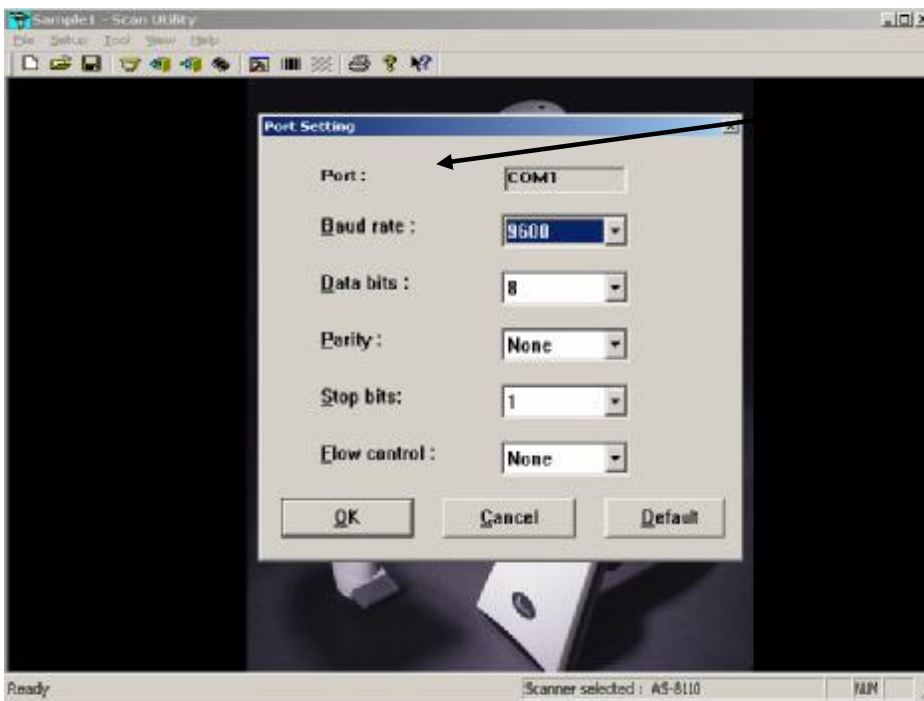 Sample1 - Scan Utility
File Setup Tool View Help
Port Setting
Port :
COM1
Baud rate :
9600
Data bits :
8
Parity :
None
Stop bits:
1
Flow control :
None
OK
Cancel
Default
Ready
Scanner selected : AS-8110
NUM